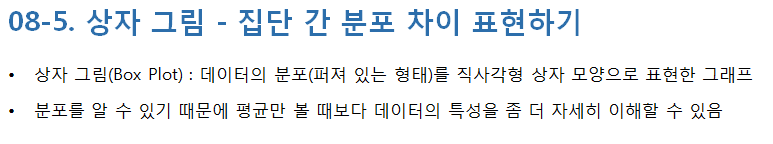 08-5. 상자 그림 - 집단 간 분포 차이 표현하기
• 상자 그림(Box Plot) : 데이터의 분포(퍼져 있는 형태)를 직사각형 상자 모양으로 표현한 그래프
• 분포를 알 수 있기 때문에 평균만 볼 때보다 데이터의 특성을 좀 더 자세히 이해할 수 있음